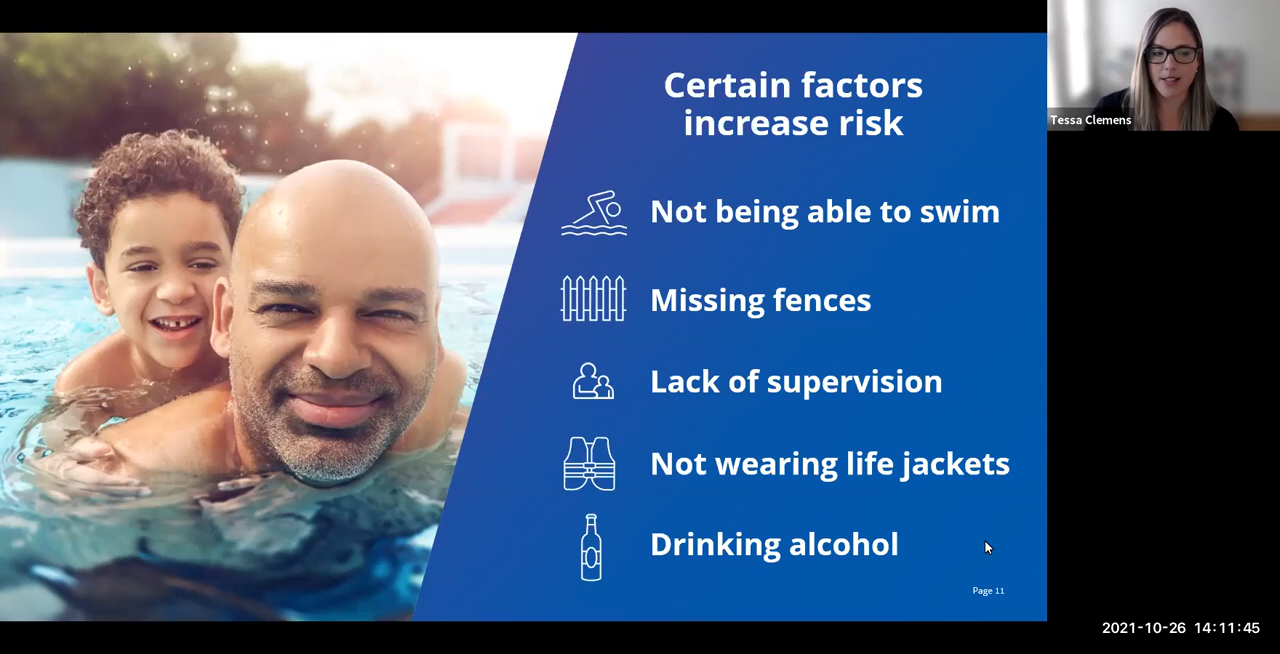 Certain factors
increase risk
Not being able to swim
Missing fences
Lack of supervision
Not wearing life jackets
Drinking alcohol
Page 11
Tessa Clemens
2021-10-26 14:11:45